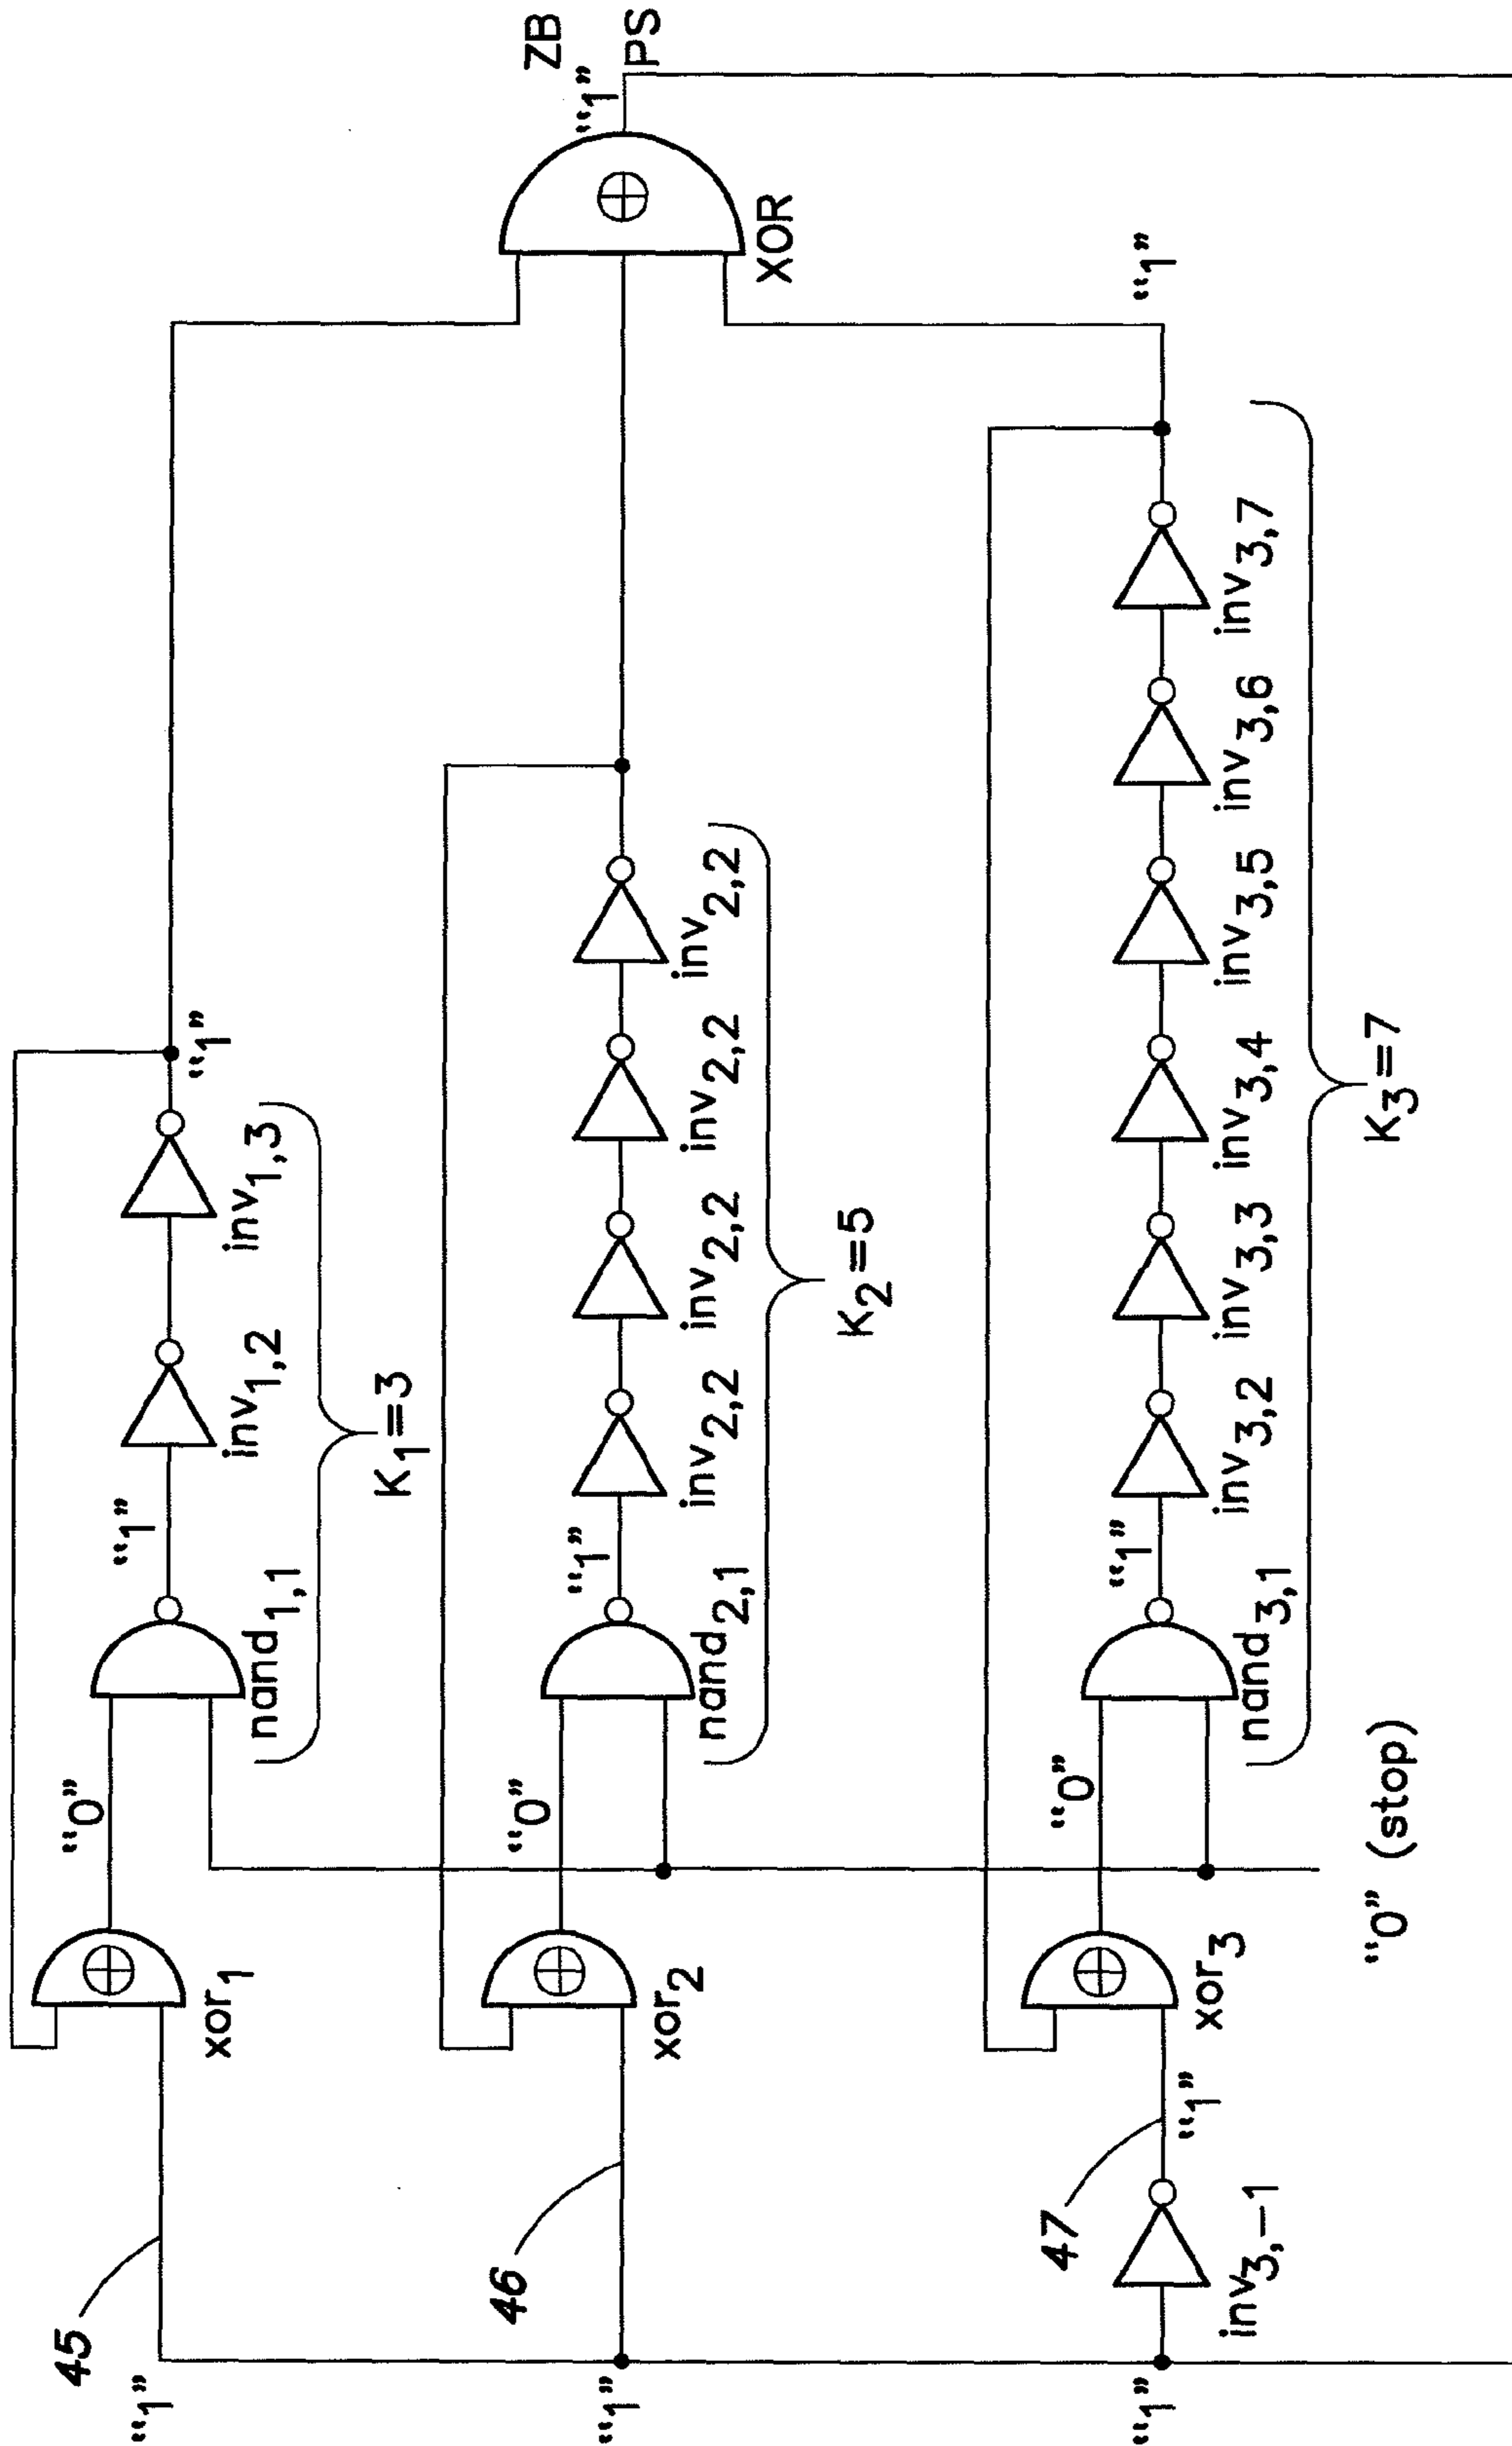 45
“1”
xor1
“0”
nand1,1
“1”
inv1,2
inv1,3
“1”
K1=3
“1”
46
xor2
“0”
nand2,1
“1”
inv2,2
inv2,2
inv2,2
inv2,2
K2=5
ZB
“1”
PS
XOR
“1”
inv3,-1
47
“1”
xor3
“0”
nand3,1
“1”
inv3,2
inv3,3
inv3,4
inv3,5
inv3,6
inv3,7
“1”
K3=7
“0” (stop)